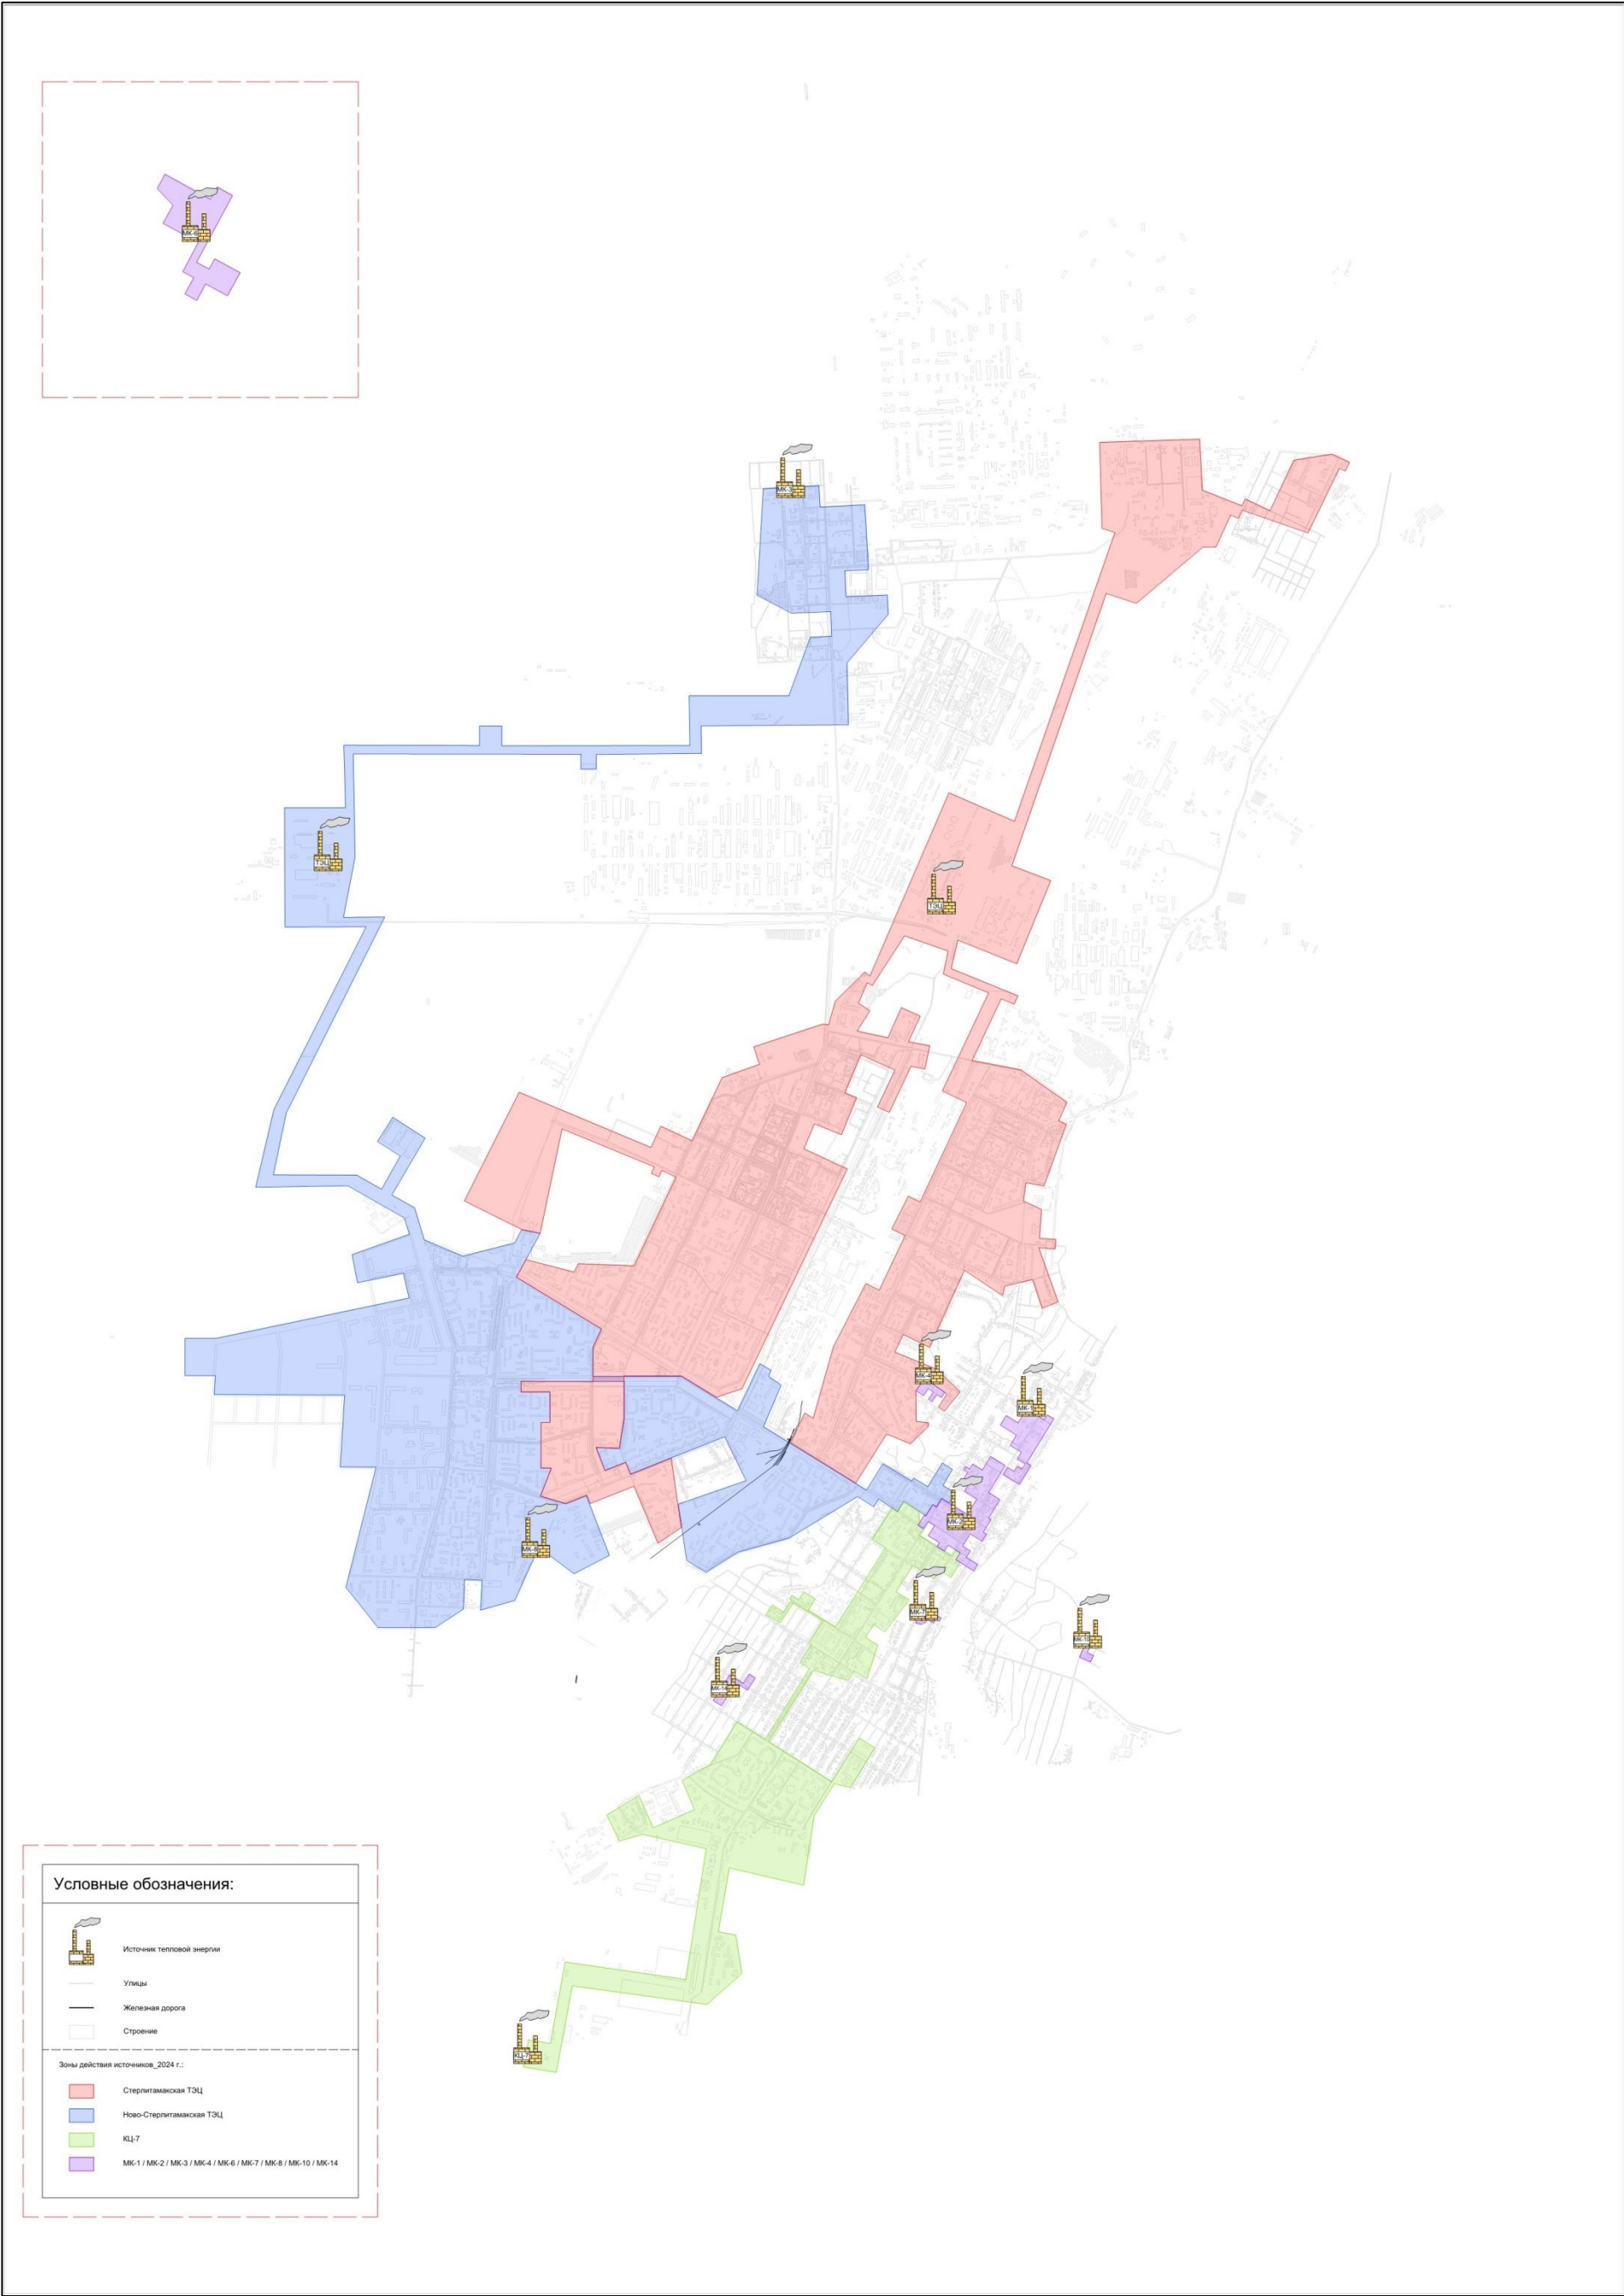 МК-6
МК-3
ТЭЦ
ТЭЦ
МК-4
МК-1
МК-2
МК-8
МК-7
МК-10
МК-14
КЦ-7
Условные обозначения:
Источник тепловой энергии
Улицы
Железная дорога
Строение
Зоны действия источников_2024 г.:
Стерлитамакская ТЭЦ
Ново-Стерлитамакская ТЭЦ
КЦ-7
МК-1 / МК-2 / МК-3 / МК-4 / МК-6 / МК-7 / МК-8 / МК-10 / МК-14